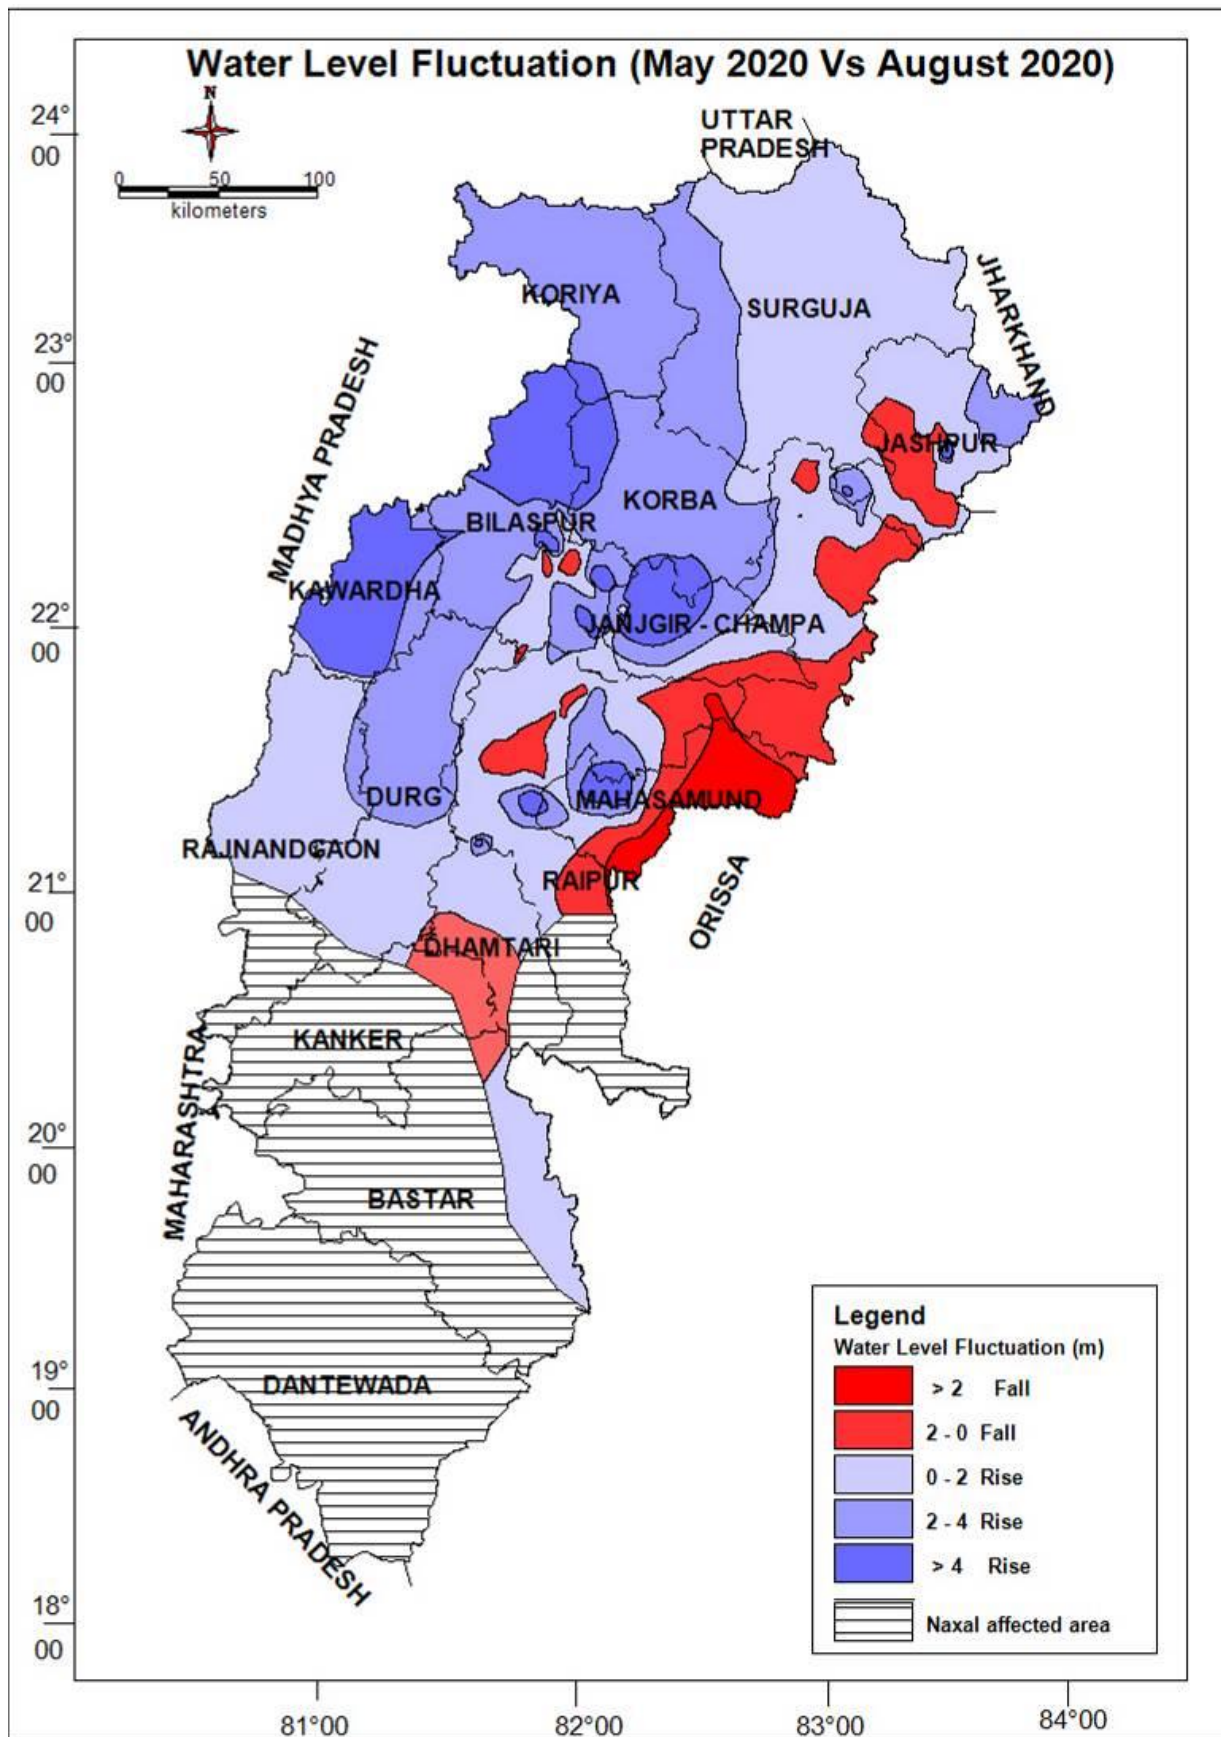 Water Level Fluctuation (May 2020 Vs August 2020)
N
0 50 100
kilometers
24°
00
23°
00
22°
00
21°
00
20°
00
19°
00
18°
00
UTTAR
PRADESH
JHARKHAND
MADHYA PRADESH
ORISSA
MAHARASHTRA
ANDHRA PRADESH
KORIYA
SURGUJA
JASHPUR
KORBA
BILASPUR
KAWARDHA
JANJGIR - CHAMPA
DURG
MAHASAMUND
RAJNANDGAON
RAIPUR
DHAMTARI
KANKER
BASTAR
DANTEWADA
Legend
Water Level Fluctuation (m)
> 2 Fall
2 - 0 Fall
0 - 2 Rise
2 - 4 Rise
> 4 Rise
Naxal affected area
81°00 82°00 83°00 84°00